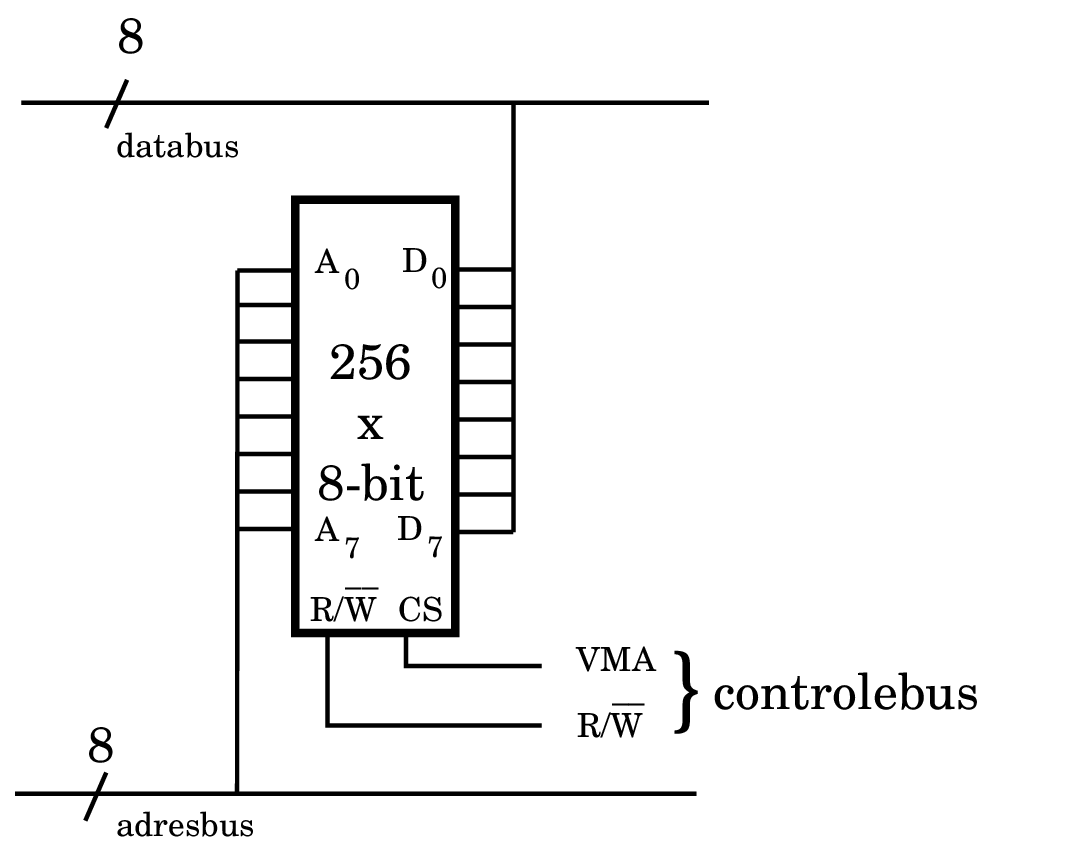 8
databus
A0 D0
256
x
8-bit
A7 D7
R/W̅ CS
VMA
R/W̅
} controlebus
8
adresbus